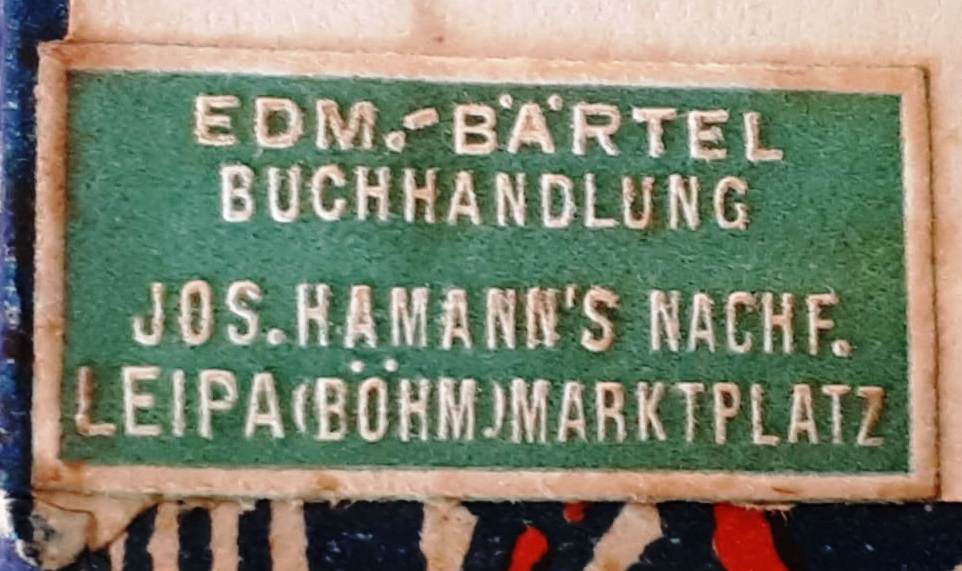 EDM.-BÄRTEL
BUCHHANDLUNG
JOS. HAMANN'S NACHF.
LEIPA (BÖHM.) MARKTPLATZ